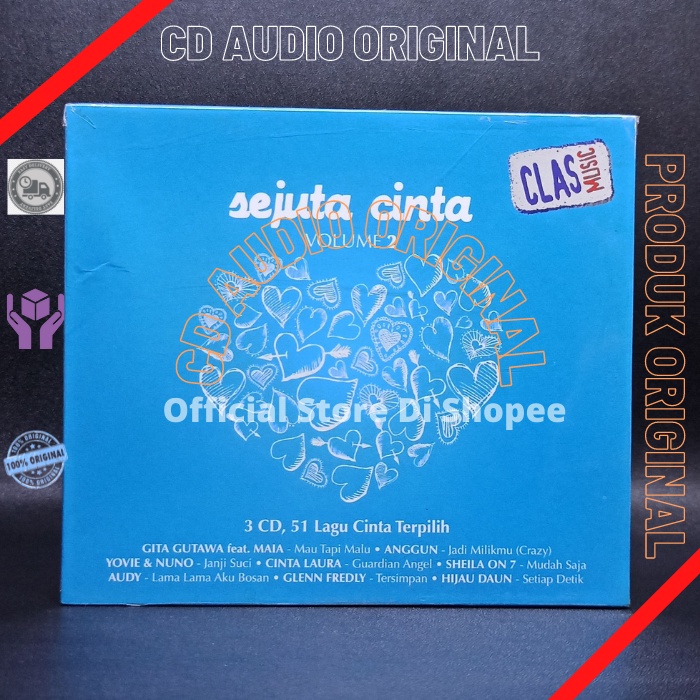 CD AUDIO ORIGINAL
CLAS
MUSIC
sejuta cinta
VOLUME 2
CD AUDIO ORIGINAL
Official Store Di Shopee
PRODUK ORIGINAL
100% ORIGINAL
3 CD, 51 Lagu Cinta Terpilih
GITA GUTAWA feat. MAIA - Mau Tapi Malu • ANGGUN - Jadi Milikmu (Crazy)
YOVIE & NUNO - Janji Suci • CINTA LAURA - Guardian Angel • SHEILA ON 7 - Mudah Saja
AUDY - Lama Lama Aku Bosan • GLENN FREDLY - Tersimpan • HIJAU DAUN - Setiap Detik